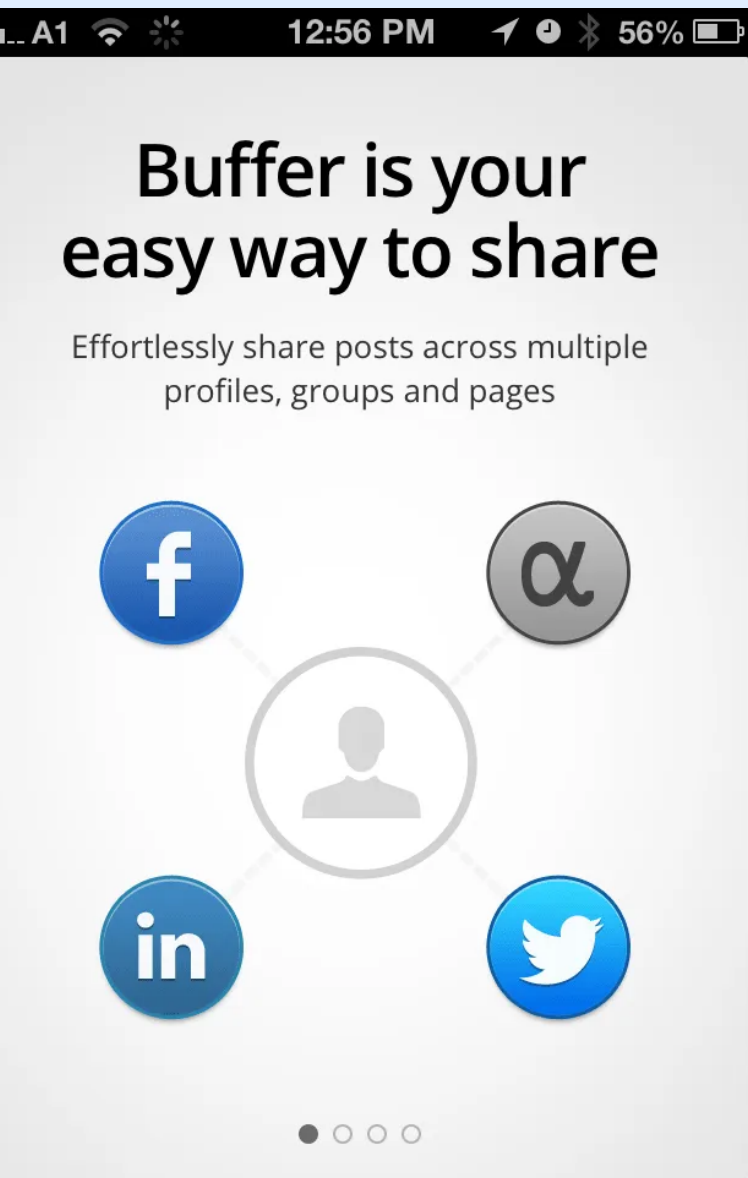 A1 12:56 PM 56%
Buffer is your
easy way to share
Effortlessly share posts across multiple
profiles, groups and pages
f α
in